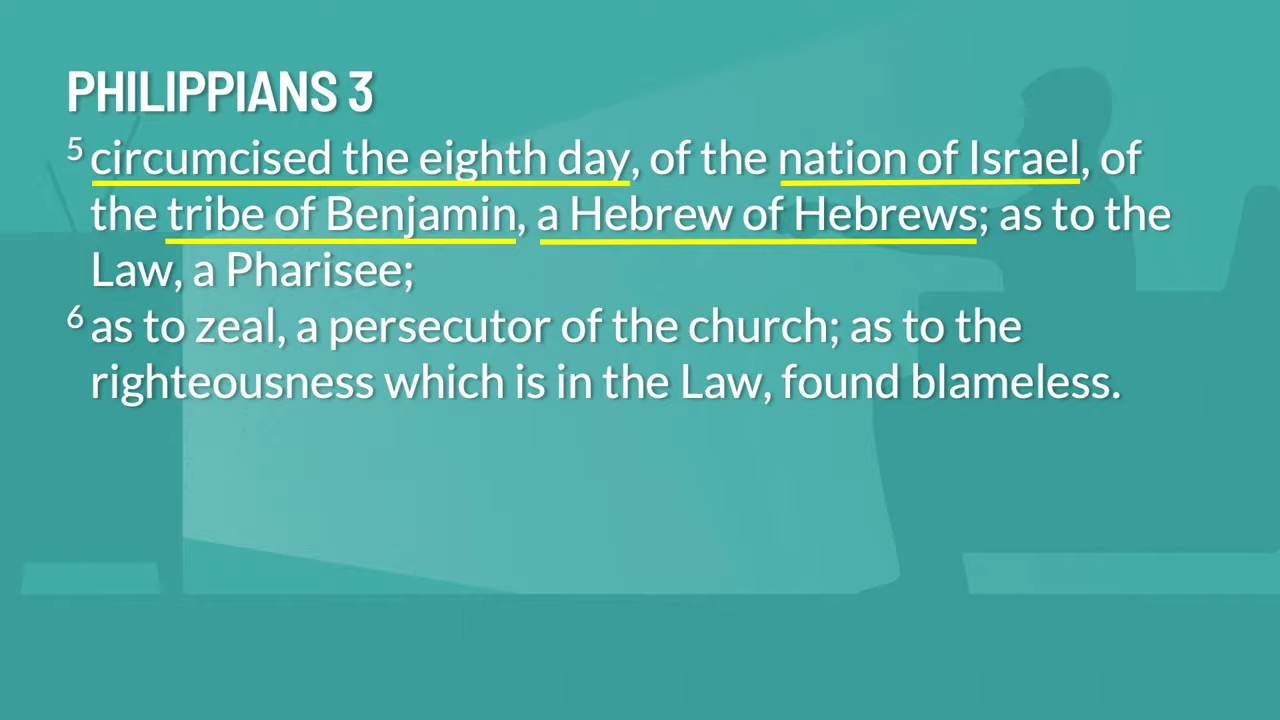 PHILIPPIANS 3
5 circumcised the eighth day, of the nation of Israel, of
the tribe of Benjamin, a Hebrew of Hebrews; as to the
Law, a Pharisee;
6 as to zeal, a persecutor of the church; as to the
righteousness which is in the Law, found blameless.